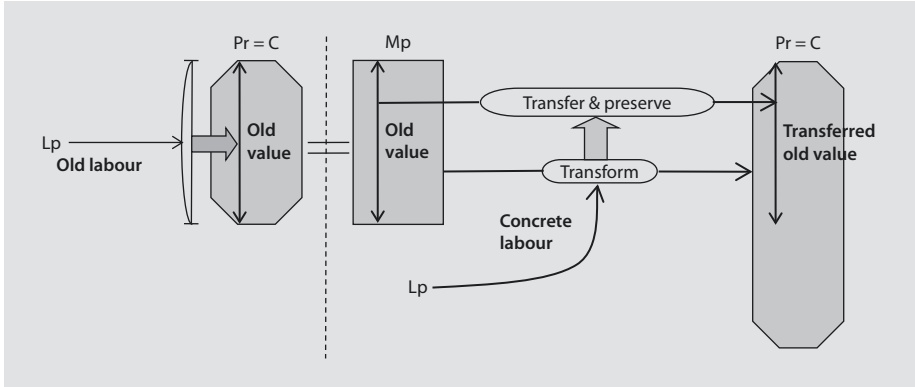 Pr = C
Mp
Pr = C
Transfer & preserve
Lp
Old labour
Old
value
Old
value
Transferred
old value
Transform
Concrete
labour
Lp